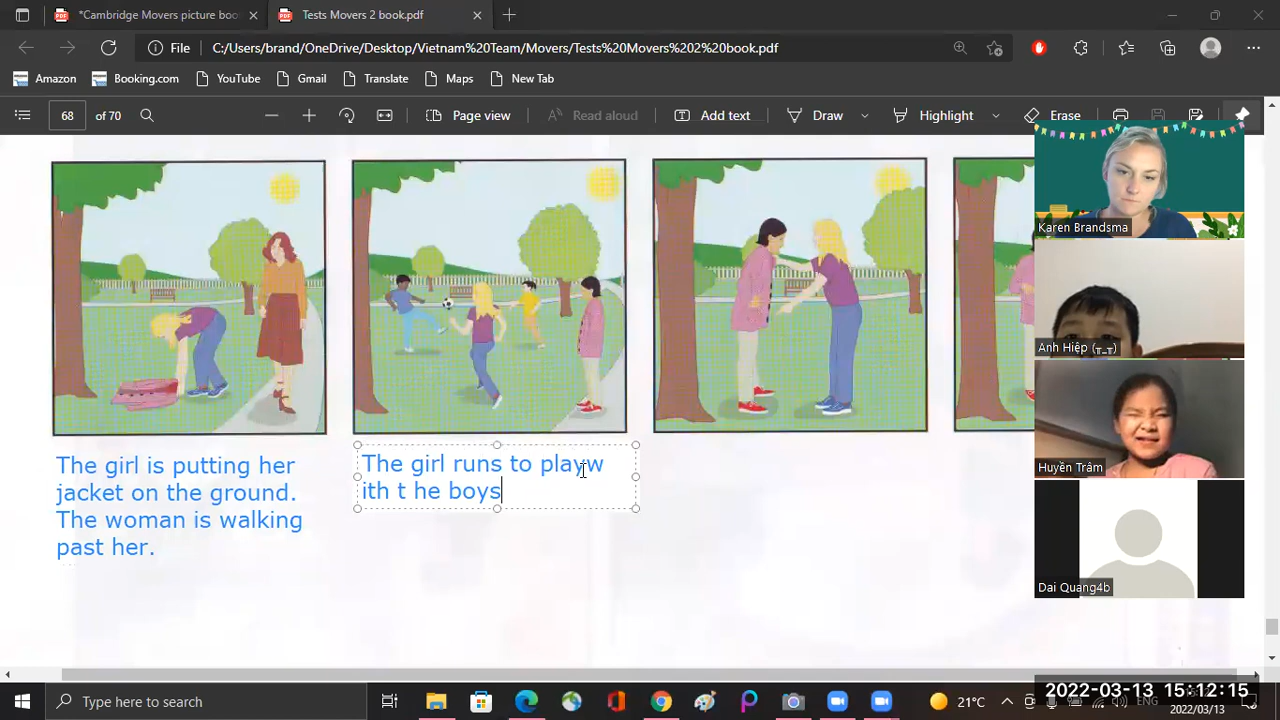 *Cambridge Movers picture boo
Tests Movers 2 book.pdf
File
C:/Users/brand/OneDrive/Desktop/Vietnam%20Team/Movers/Tests%20Movers%202%20book.pdf
Amazon
Booking.com
YouTube
Gmail
Translate
Maps
New Tab
68 of 70
Page view
Read aloud
Add text
Draw
Highlight
Erase
Karen Brandsma
Anh Hiệp (╥_╥)
Huyền Trâm
Dai Quang4b
The girl is putting her
jacket on the ground.
The woman is walking
past her.
The girl runs to playw
ith t he boys
Type here to search
21°C
2022-03-13 15:12:15
2022/03/13